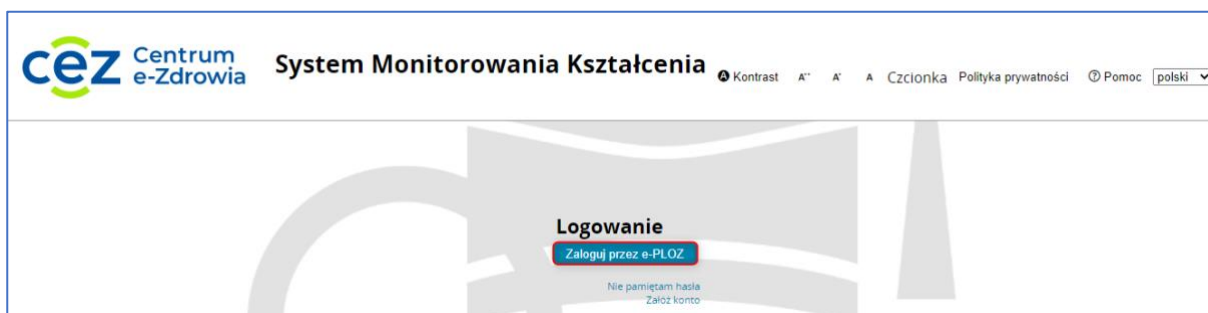 cez Centrum
e-Zdrowia
System Monitorowania Kształcenia
A Kontrast A++ A+ A Czcionka Polityka prywatności ? Pomoc polski
Logowanie
Zaloguj przez e-PLOZ
Nie pamiętam hasła
Załóż konto